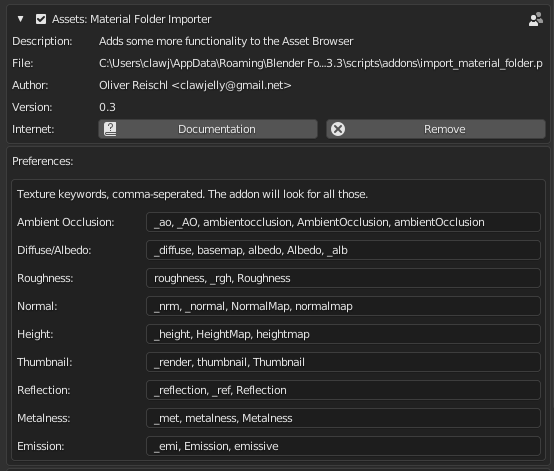 Assets: Material Folder Importer
Description: Adds some more functionality to the Asset Browser
File: C:\Users\clawj\AppData\Roaming\Blender Fo...3.3\scripts\addons\import_material_folder.p
Author: Oliver Reischl <clawjelly@gmail.net>
Version: 0.3
Internet: Documentation Remove
Preferences:
Texture keywords, comma-seperated. The addon will look for all those.
Ambient Occlusion: _ao, _AO, ambientocclusion, AmbientOcclusion, ambientOcclusion
Diffuse/Albedo: _diffuse, basemap, albedo, Albedo, _alb
Roughness: roughness, _rgh, Roughness
Normal: _nrm, _normal, NormalMap, normalmap
Height: _height, HeightMap, heightmap
Thumbnail: _render, thumbnail, Thumbnail
Reflection: _reflection, _ref, Reflection
Metalness: _met, metalness, Metalness
Emission: _emi, Emission, emissive